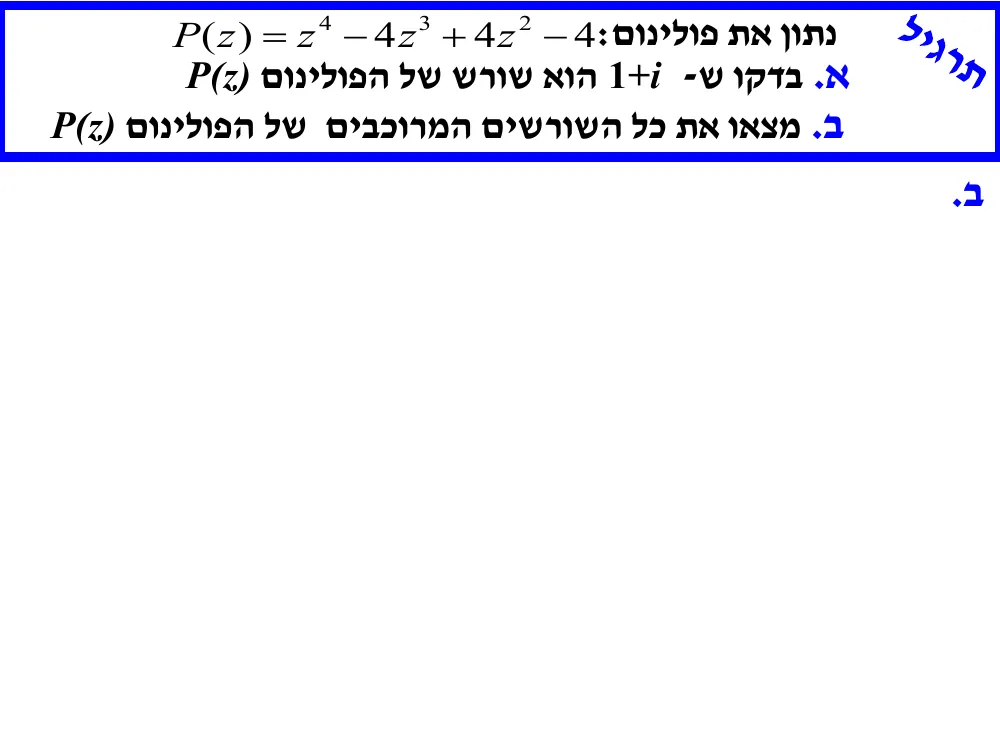 תרגיל
נתון את פולינום: P(z) = z⁴ − 4z³ + 4z² − 4
א. בדקו ש- 1+i הוא שורש של הפולינום P(z)
ב. מצאו את כל השורשים המרוכבים של הפולינום P(z)
ב.